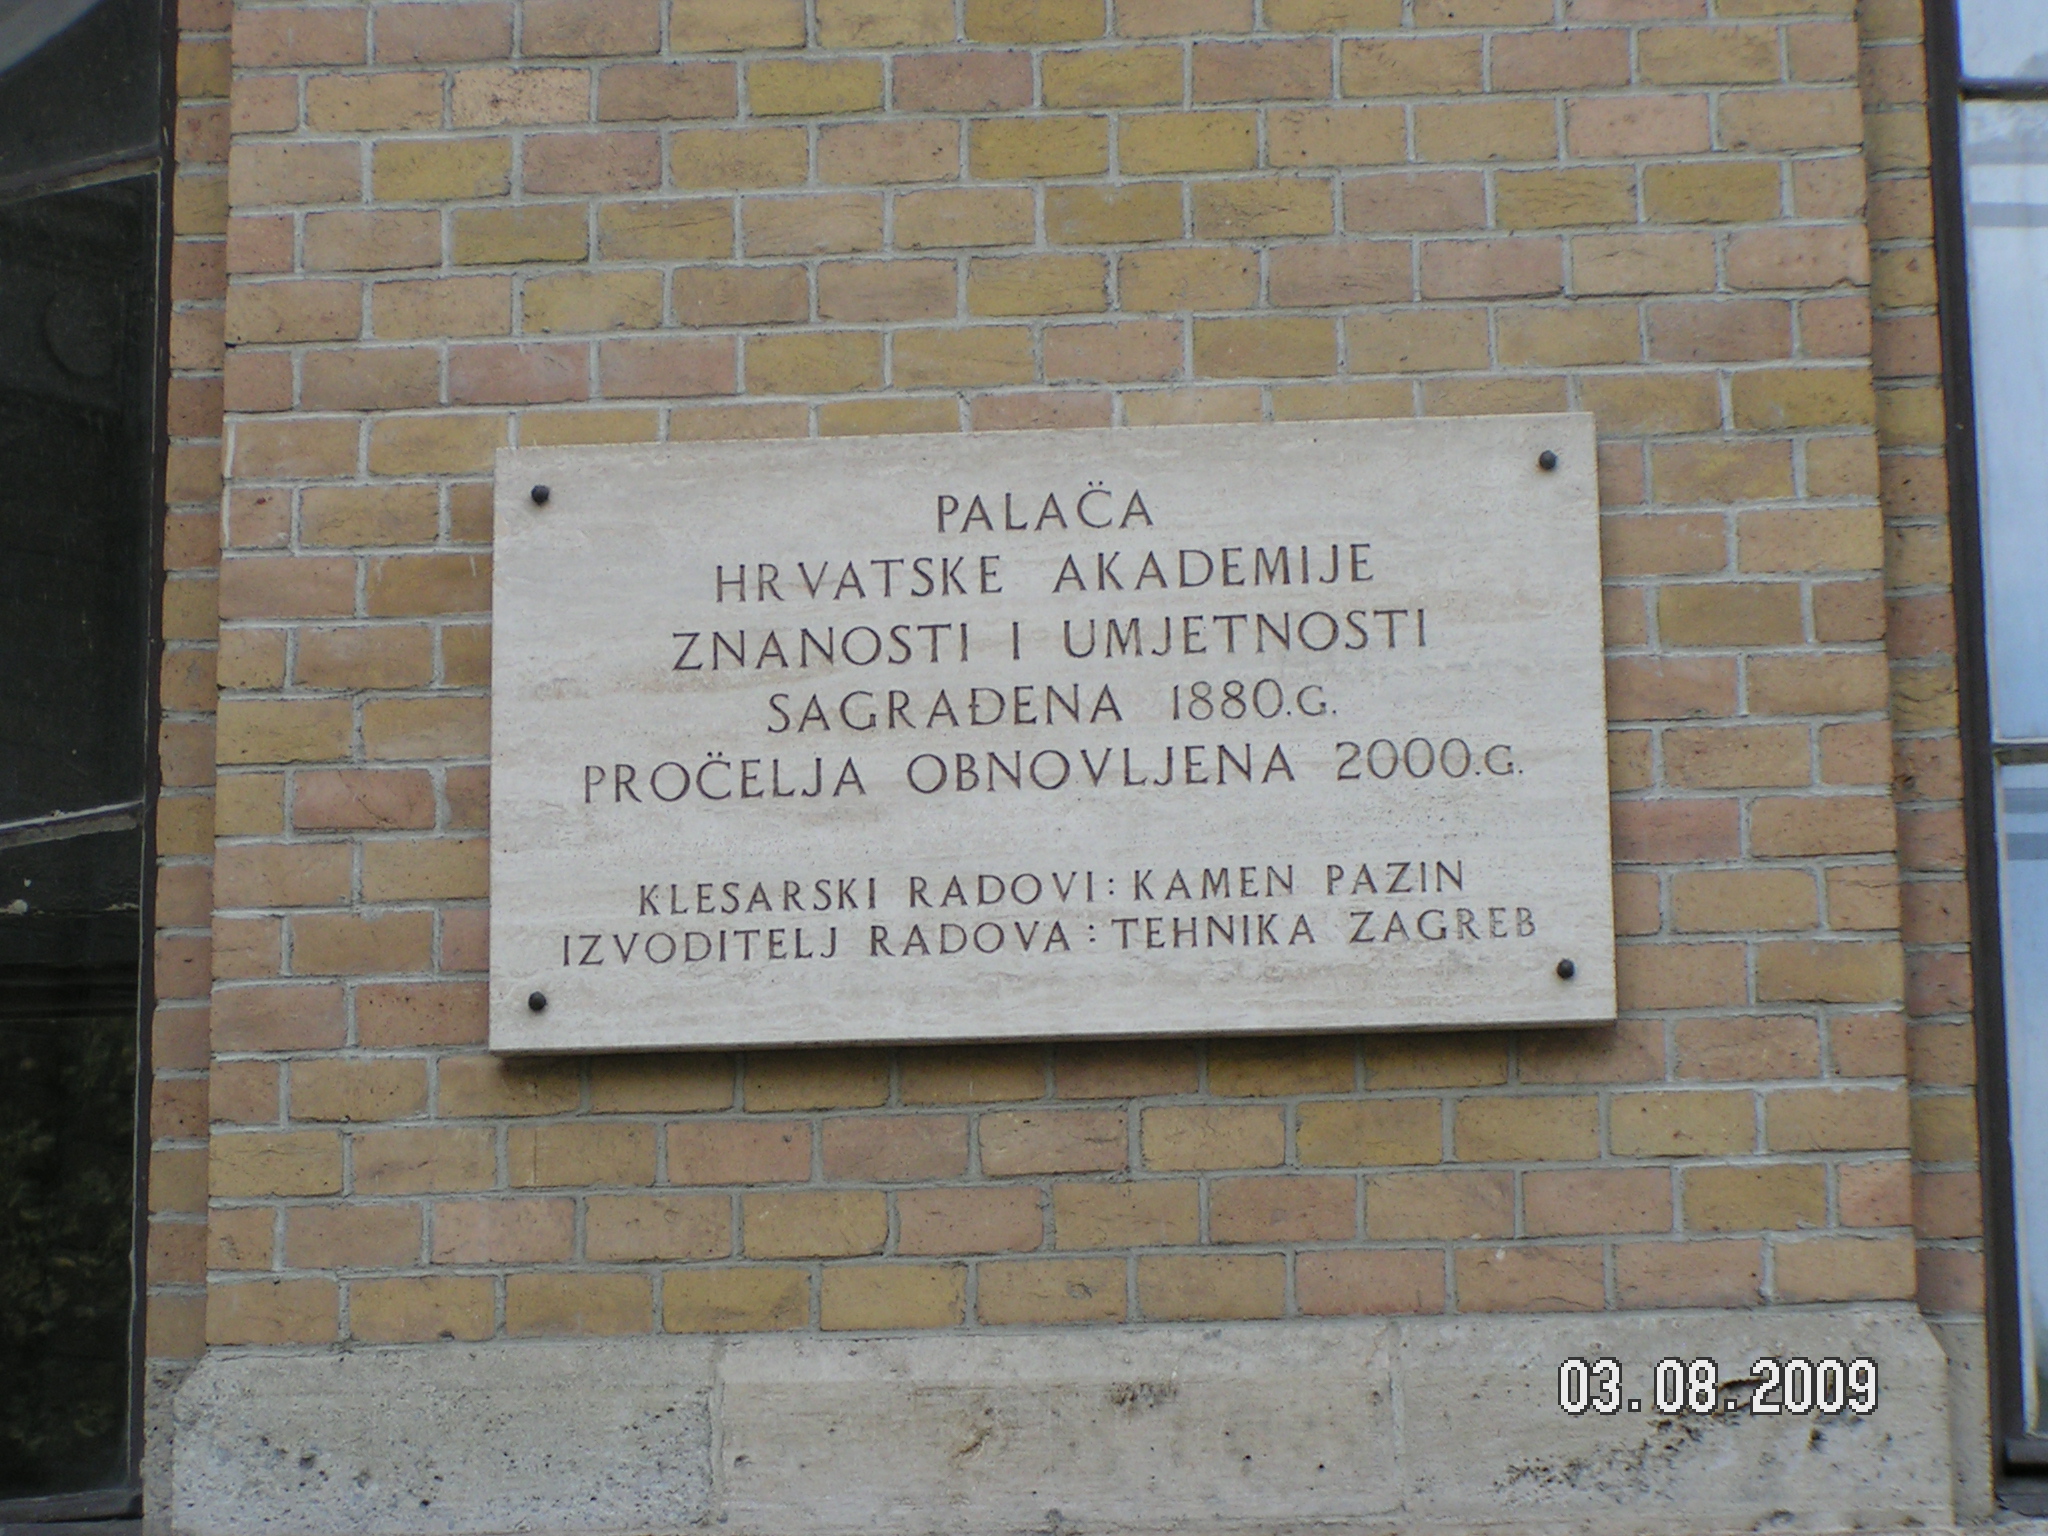 PALAČA
HRVATSKE AKADEMIJE
ZNANOSTI I UMJETNOSTI
SAGRAĐENA 1880.G.
PROČELJA OBNOVLJENA 2000.G.
KLESARSKI RADOVI: KAMEN PAZIN
IZVODITELJ RADOVA: TEHNIKA ZAGREB
03.08.2009